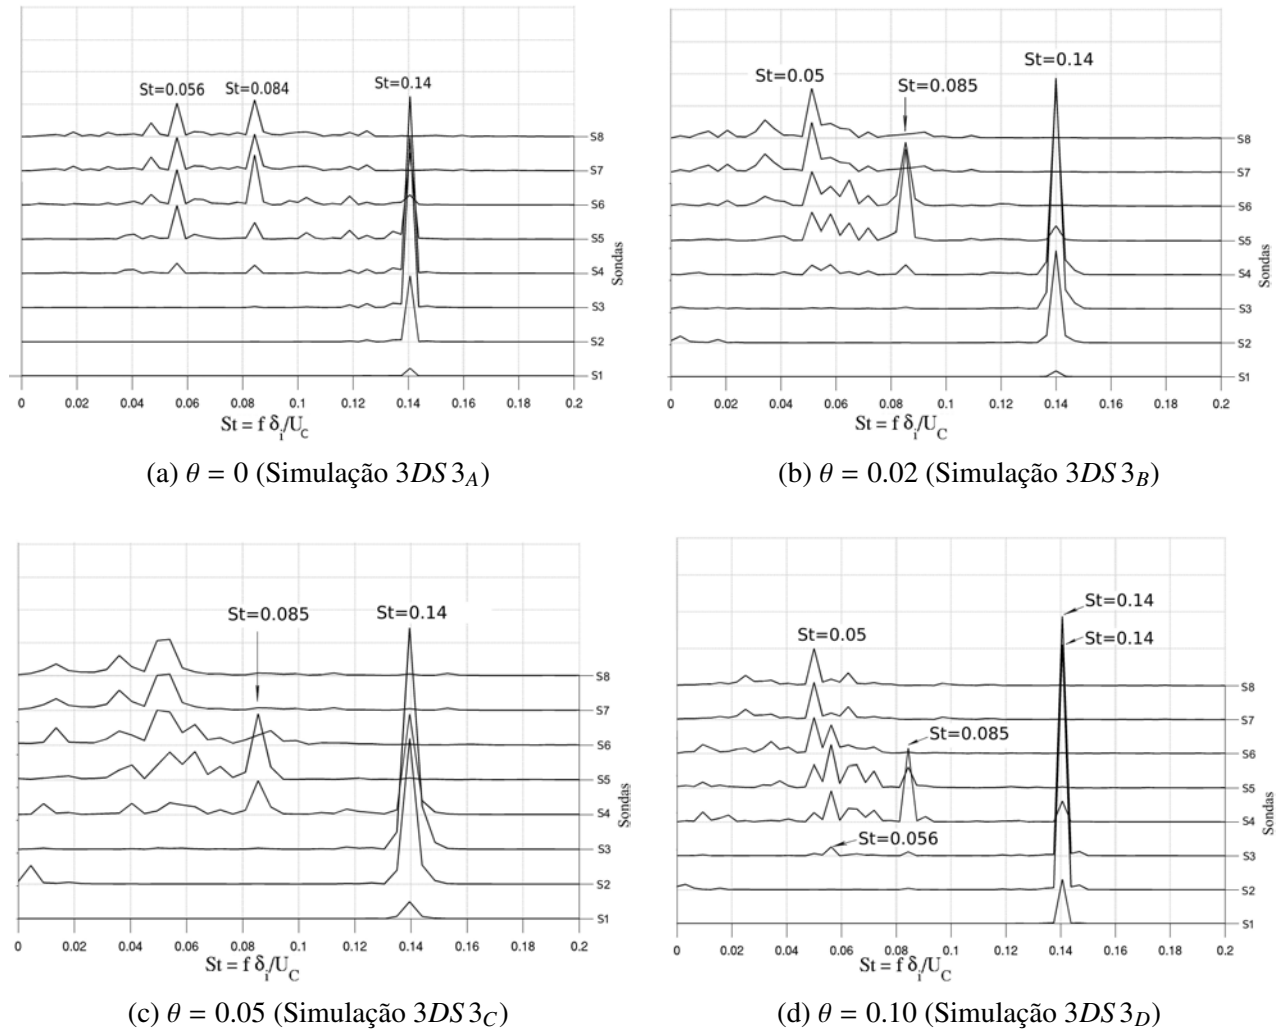 St=0.056 St=0.084 St=0.14
S8
S7
S6
S5
S4
S3
S2
S1
Sondas
0 0.02 0.04 0.06 0.08 0.1 0.12 0.14 0.16 0.18 0.2
St = f δi/UC
(a) θ = 0 (Simulação 3DS3A)
St=0.05 St=0.085 St=0.14
S8
S7
S6
S5
S4
S3
S2
S1
Sondas
0 0.02 0.04 0.06 0.08 0.1 0.12 0.14 0.16 0.18 0.2
St = f δi/UC
(b) θ = 0.02 (Simulação 3DS3B)
St=0.085 St=0.14
S8
S7
S6
S5
S4
S3
S2
S1
Sondas
0 0.02 0.04 0.06 0.08 0.1 0.12 0.14 0.16 0.18 0.2
St = f δi/UC
(c) θ = 0.05 (Simulação 3DS3C)
St=0.14
St=0.14
St=0.05
St=0.085
St=0.056
S8
S7
S6
S5
S4
S3
S2
S1
Sondas
0 0.02 0.04 0.06 0.08 0.1 0.12 0.14 0.16 0.18 0.2
St = f δi/UC
(d) θ = 0.10 (Simulação 3DS3D)